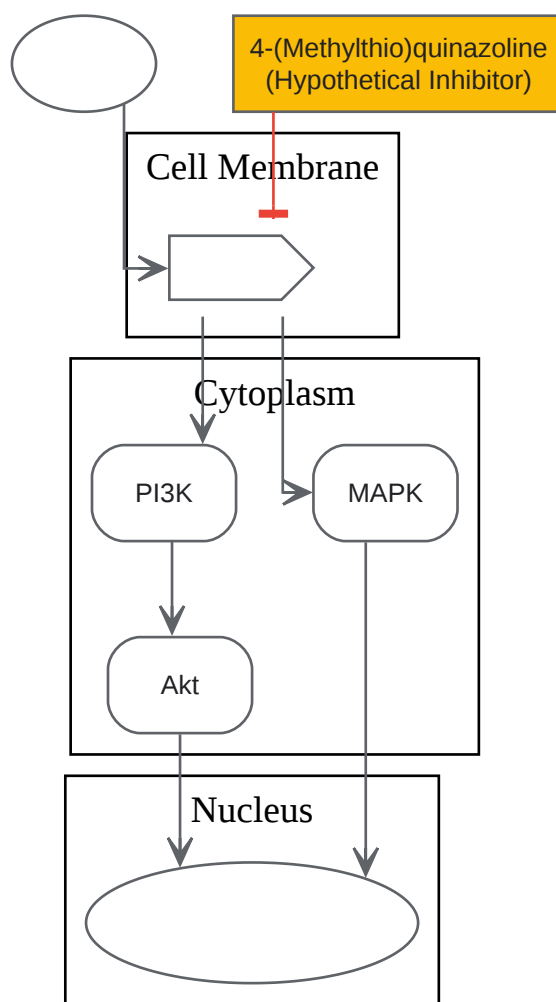 4-(Methylthio)quinazoline
(Hypothetical Inhibitor)
Cell Membrane
Cytoplasm
PI3K
MAPK
Akt
Nucleus